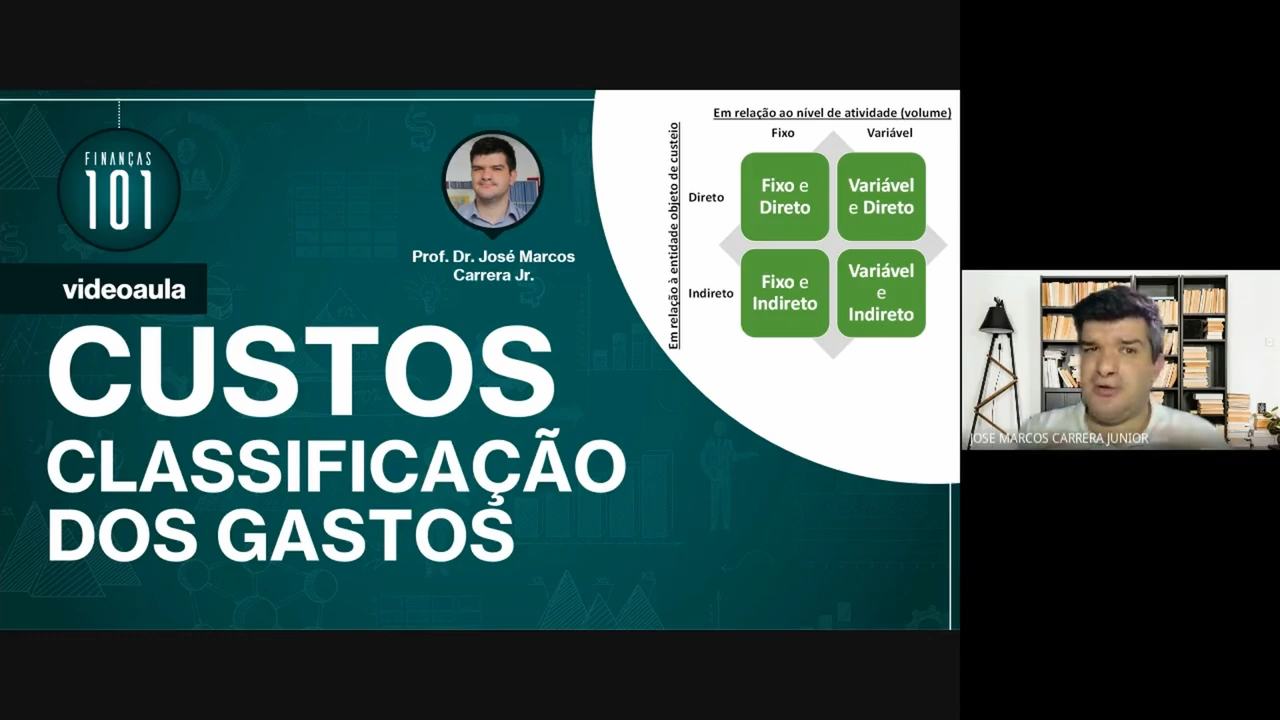 FINANÇAS
101
videoaula
CUSTOS
CLASSIFICAÇÃO
DOS GASTOS
Prof. Dr. José Marcos
Carrera Jr.
Em relação ao nível de atividade (volume)
Fixo
Variável
Em relação à entidade objeto de custeio
Direto
Fixo e
Direto
Variável
e Direto
Indireto
Fixo e
Indireto
Variável
e
Indireto
JOSE MARCOS CARRERA JUNIOR